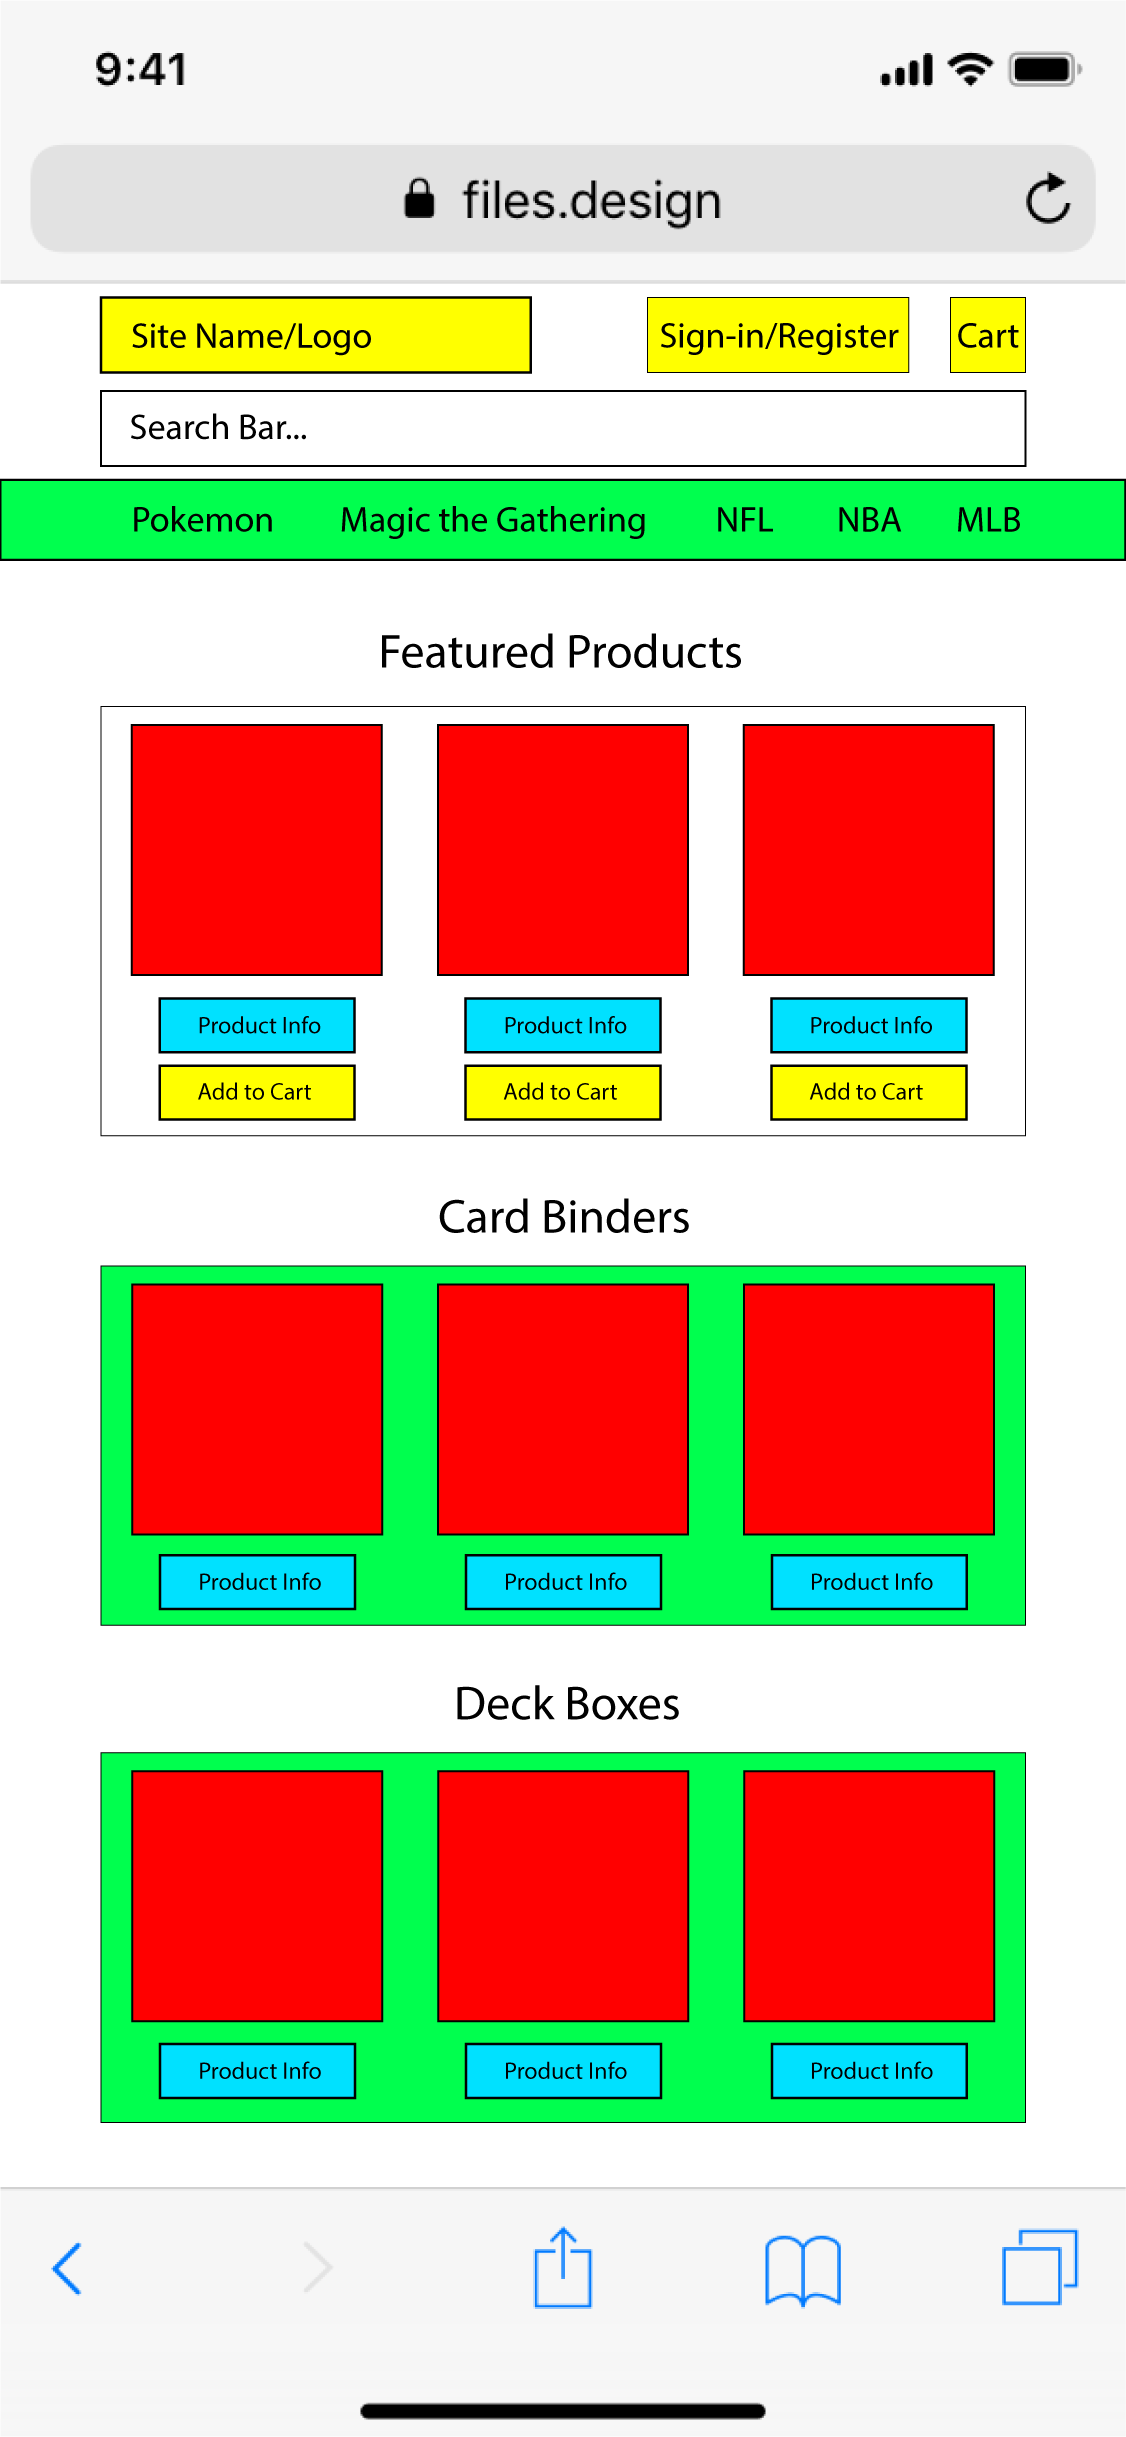 9:41
files.design
Site Name/Logo Sign-in/Register Cart
Search Bar...
Pokemon Magic the Gathering NFL NBA MLB
Featured Products
Product Info Product Info Product Info
Add to Cart Add to Cart Add to Cart
Card Binders
Product Info Product Info Product Info
Deck Boxes
Product Info Product Info Product Info